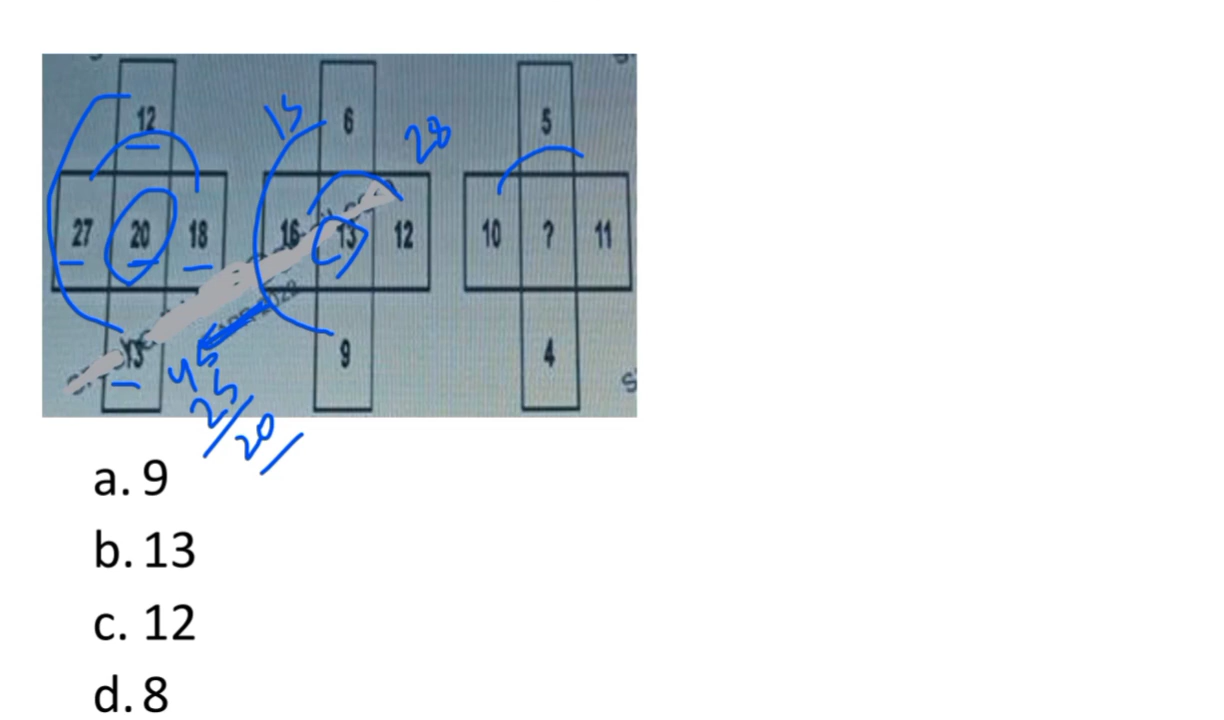 12 6 5
15 28
27 20 18 16 13 12 10 ? 11
13 9 4
45
25
20
a. 9
b. 13
c. 12
d. 8